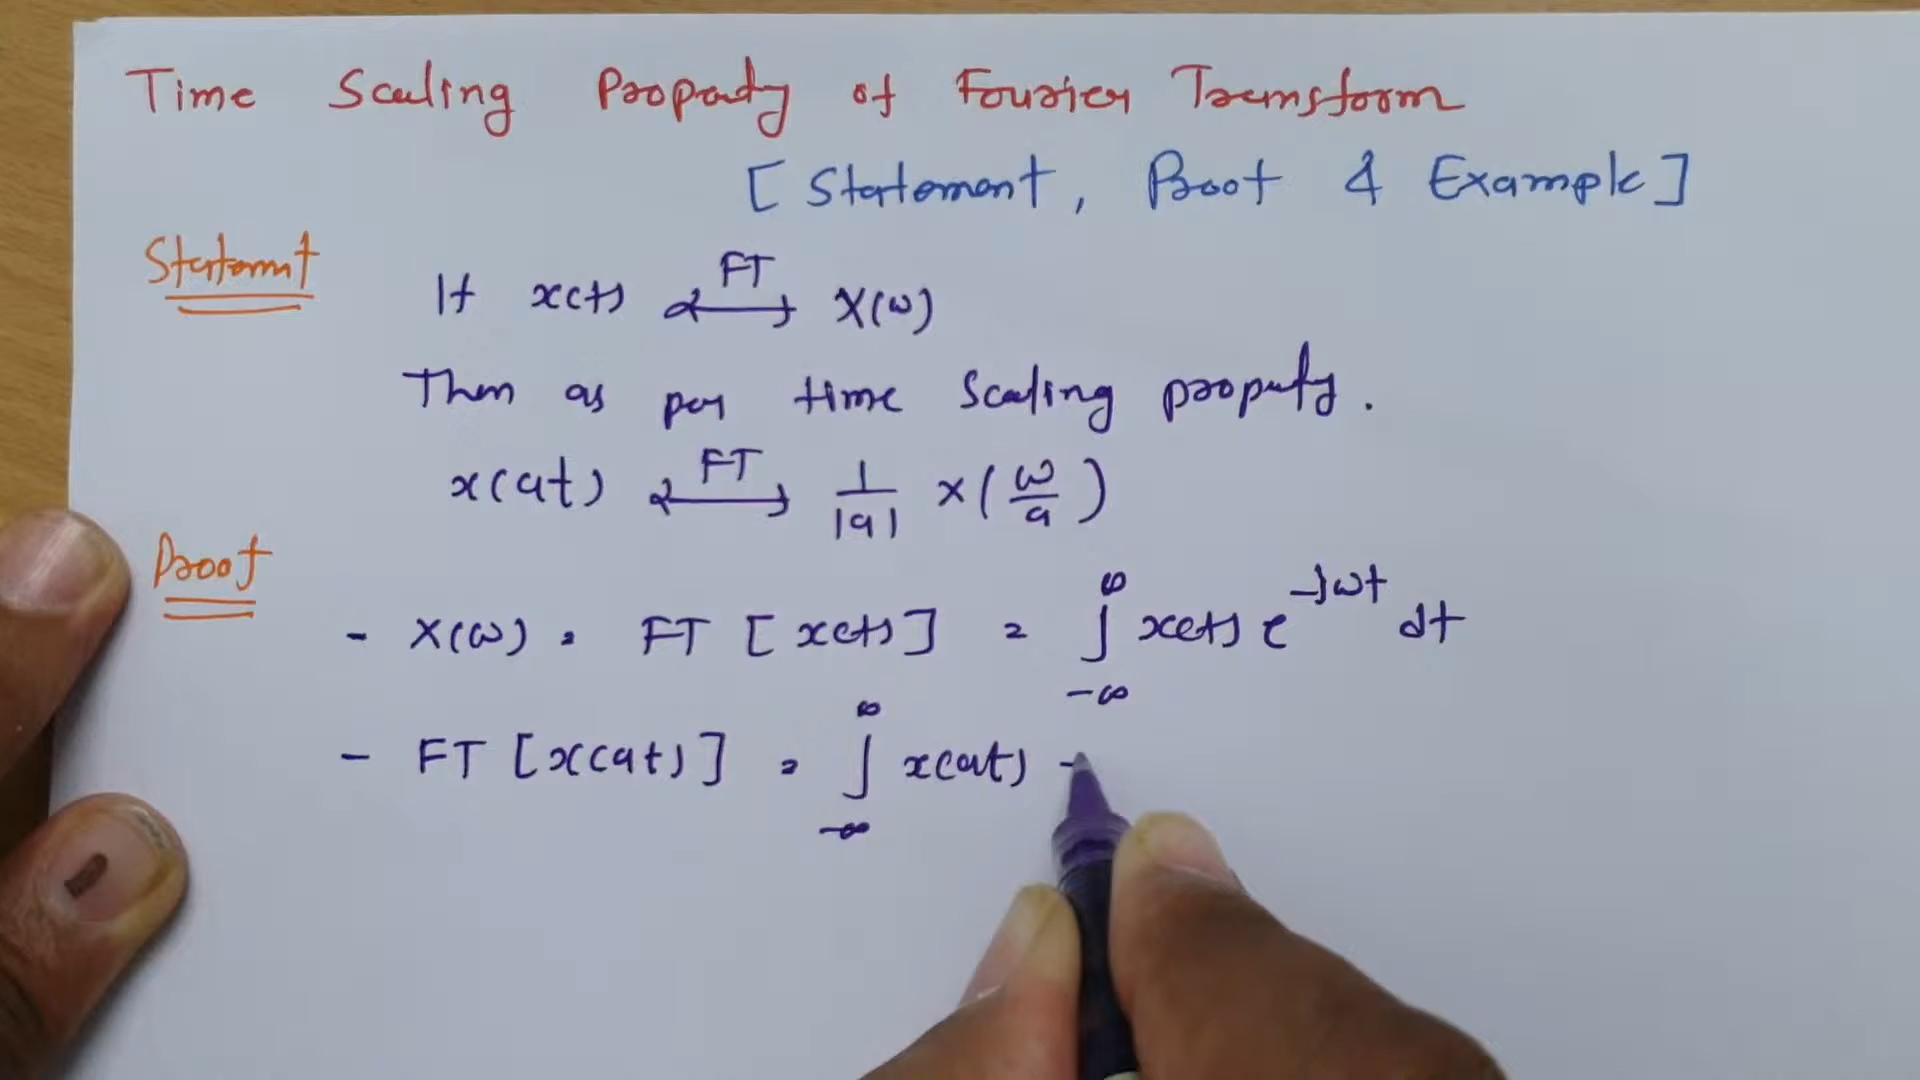 Time Scaling Property of Fourier Transform
[Statement, Proof & Example]
Statement
If x(t) ⟷ FT X(ω)
Then as per time scaling property.
x(at) ⟷ FT 1/|a| X(ω/a)
Proof
- X(ω) = FT [x(t)] = ∫_{-∞}^{∞} x(t) e^{-jωt} dt
- FT [x(at)] = ∫_{-∞}^{∞} x(at)